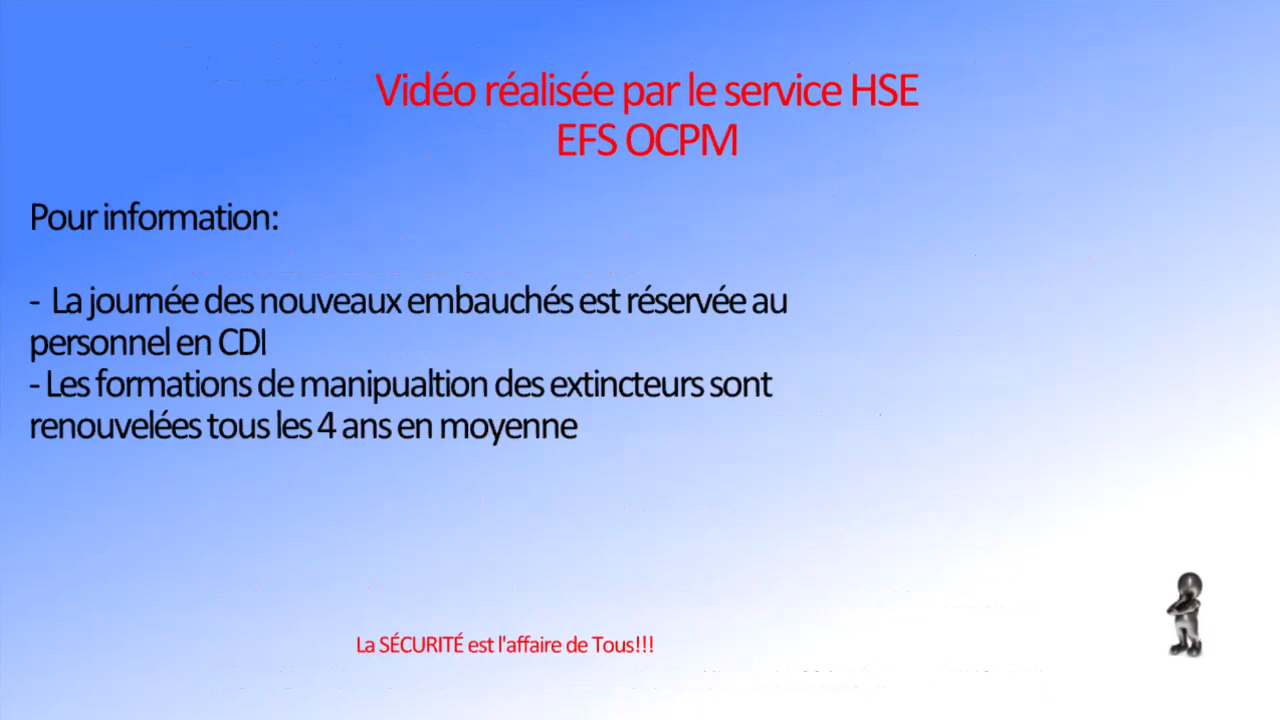 Vidéo réalisée par le service HSE
EFS OCPM
Pour information:
- La journée des nouveaux embauchés est réservée au
personnel en CDI
- Les formations de manipualtion des extincteurs sont
renouvelées tous les 4 ans en moyenne
La SÉCURITÉ est l'affaire de Tous!!!